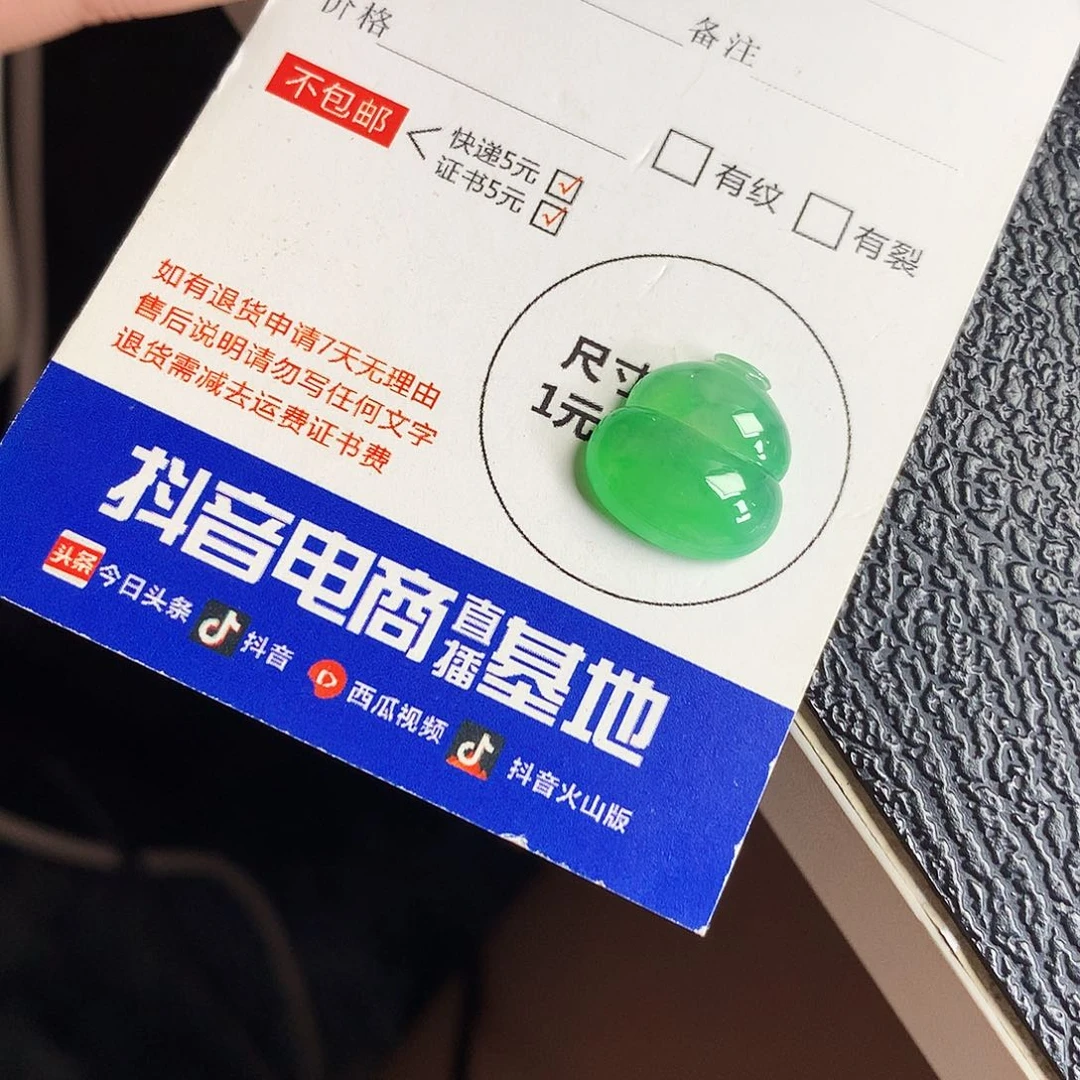 价格
备注
不包邮
快递5元
证书5元
有纹
有裂
如有退货申请7天无理由
售后说明请勿写任何文字
退货需减去运费证书费
尺寸
1元
抖音电商直播基地
头条 今日头条 抖音 西瓜视频 抖音火山版